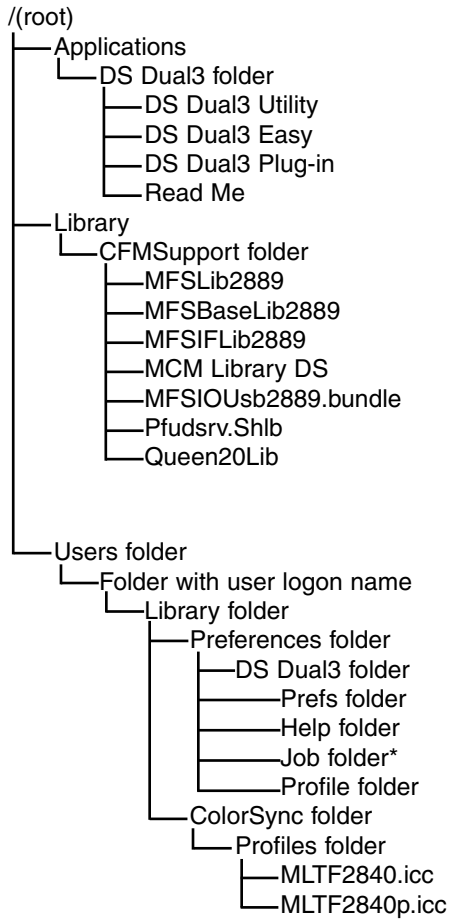 /(root)
Applications
DS Dual3 folder
DS Dual3 Utility
DS Dual3 Easy
DS Dual3 Plug-in
Read Me
Library
CFMSupport folder
MFSLib2889
MFSBaseLib2889
MFSIFLib2889
MCM Library DS
MFSIOUsb2889.bundle
Pfudsrv.Shlb
Queen20Lib
Users folder
Folder with user logon name
Library folder
Preferences folder
DS Dual3 folder
Prefs folder
Help folder
Job folder*
Profile folder
ColorSync folder
Profiles folder
MLTF2840.icc
MLTF2840p.icc